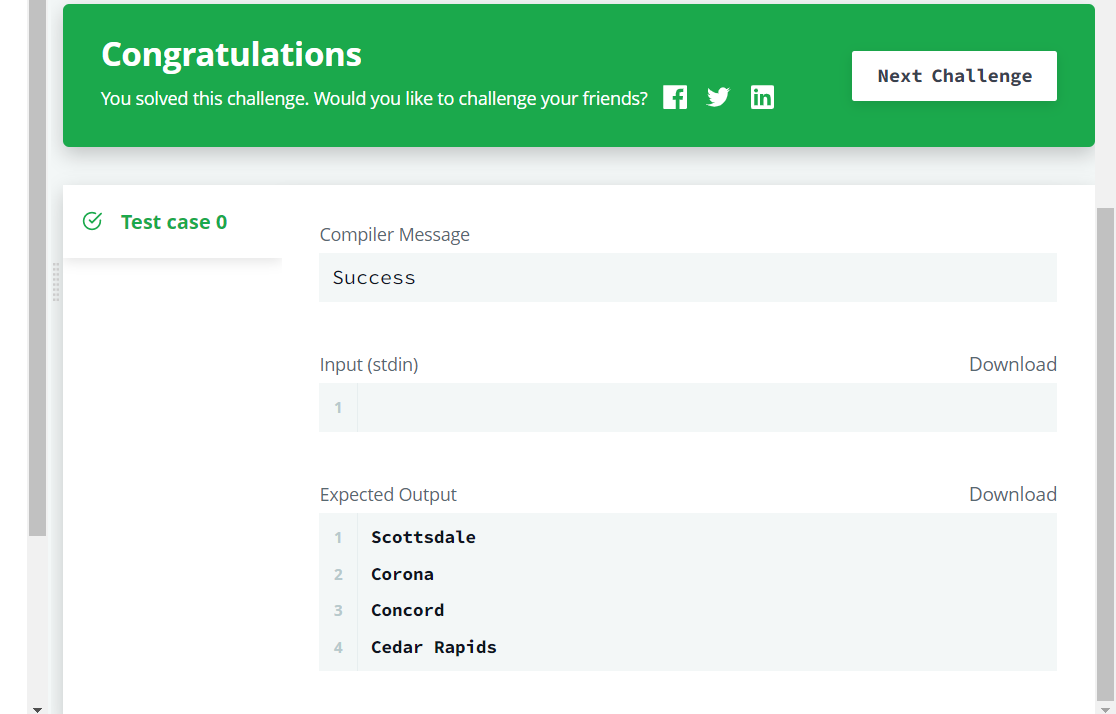 Congratulations
You solved this challenge. Would you like to challenge your friends?
Next Challenge
Test case 0
Compiler Message
Success
Input (stdin)
Download
1
Expected Output
Download
1 Scottsdale
2 Corona
3 Concord
4 Cedar Rapids